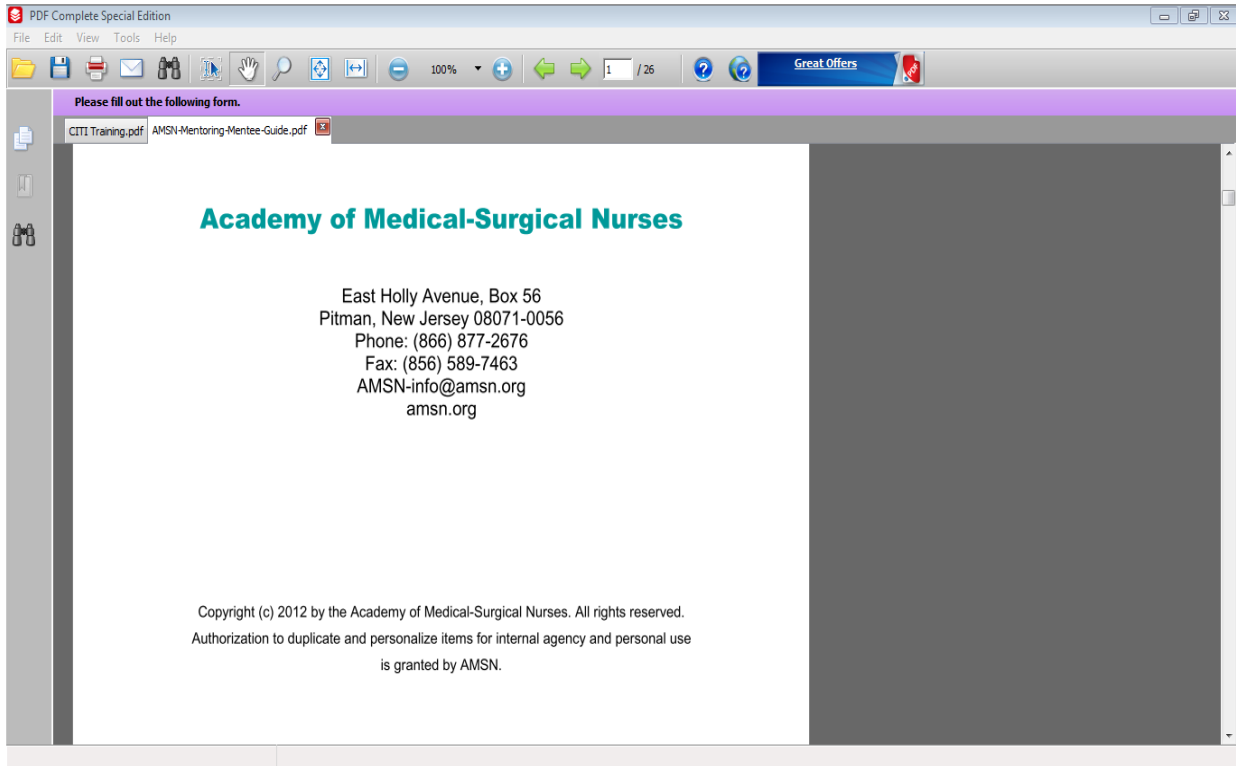 PDF Complete Special Edition
File Edit View Tools Help
100% 1 / 26 Great Offers
Please fill out the following form.
CITI Training.pdf AMSN-Mentoring-Mentee-Guide.pdf
Academy of Medical-Surgical Nurses
East Holly Avenue, Box 56
Pitman, New Jersey 08071-0056
Phone: (866) 877-2676
Fax: (856) 589-7463
AMSN-info@amsn.org
amsn.org
Copyright (c) 2012 by the Academy of Medical-Surgical Nurses. All rights reserved.
Authorization to duplicate and personalize items for internal agency and personal use
is granted by AMSN.